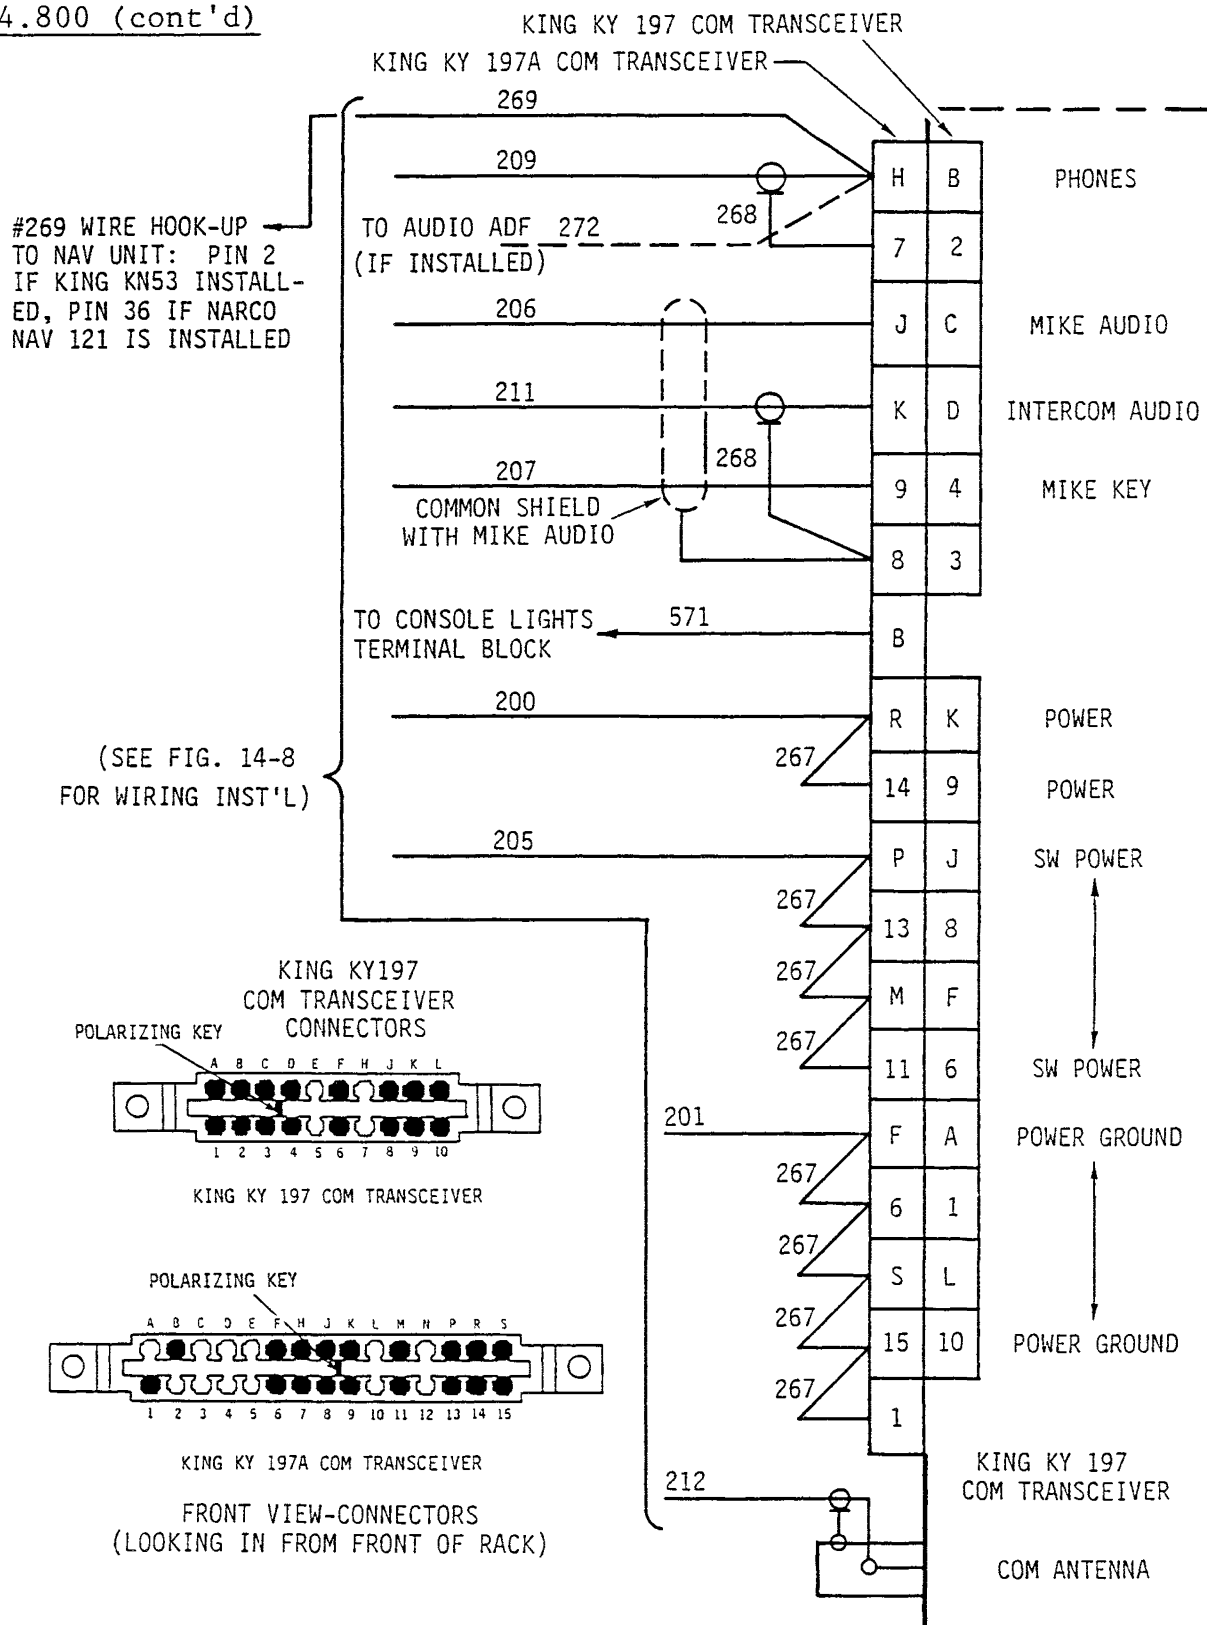 4.800 (cont'd)
KING KY 197 COM TRANSCEIVER
KING KY 197A COM TRANSCEIVER
269
209
H B PHONES
#269 WIRE HOOK-UP
TO NAV UNIT: PIN 2
IF KING KN53 INSTALL-
ED, PIN 36 IF NARCO
NAV 121 IS INSTALLED
TO AUDIO ADF 272
(IF INSTALLED)
268
7 2
206
J C MIKE AUDIO
211
K D INTERCOM AUDIO
268
207
9 4 MIKE KEY
COMMON SHIELD
WITH MIKE AUDIO
8 3
TO CONSOLE LIGHTS
TERMINAL BLOCK
571
B
200
R K POWER
(SEE FIG. 14-8
FOR WIRING INST'L)
267
14 9 POWER
205
P J SW POWER
267
13 8
267
M F
267
11 6 SW POWER
201
F A POWER GROUND
267
6 1
267
S L
267
15 10 POWER GROUND
267
1
KING KY197
COM TRANSCEIVER
CONNECTORS
POLARIZING KEY
A B C D E F H J K L
1 2 3 4 5 6 7 8 9 10
KING KY 197 COM TRANSCEIVER
POLARIZING KEY
A B C D E F H J K L M N P R S
1 2 3 4 5 6 7 8 9 10 11 12 13 14 15
KING KY 197A COM TRANSCEIVER
FRONT VIEW-CONNECTORS
(LOOKING IN FROM FRONT OF RACK)
212
KING KY 197
COM TRANSCEIVER
COM ANTENNA